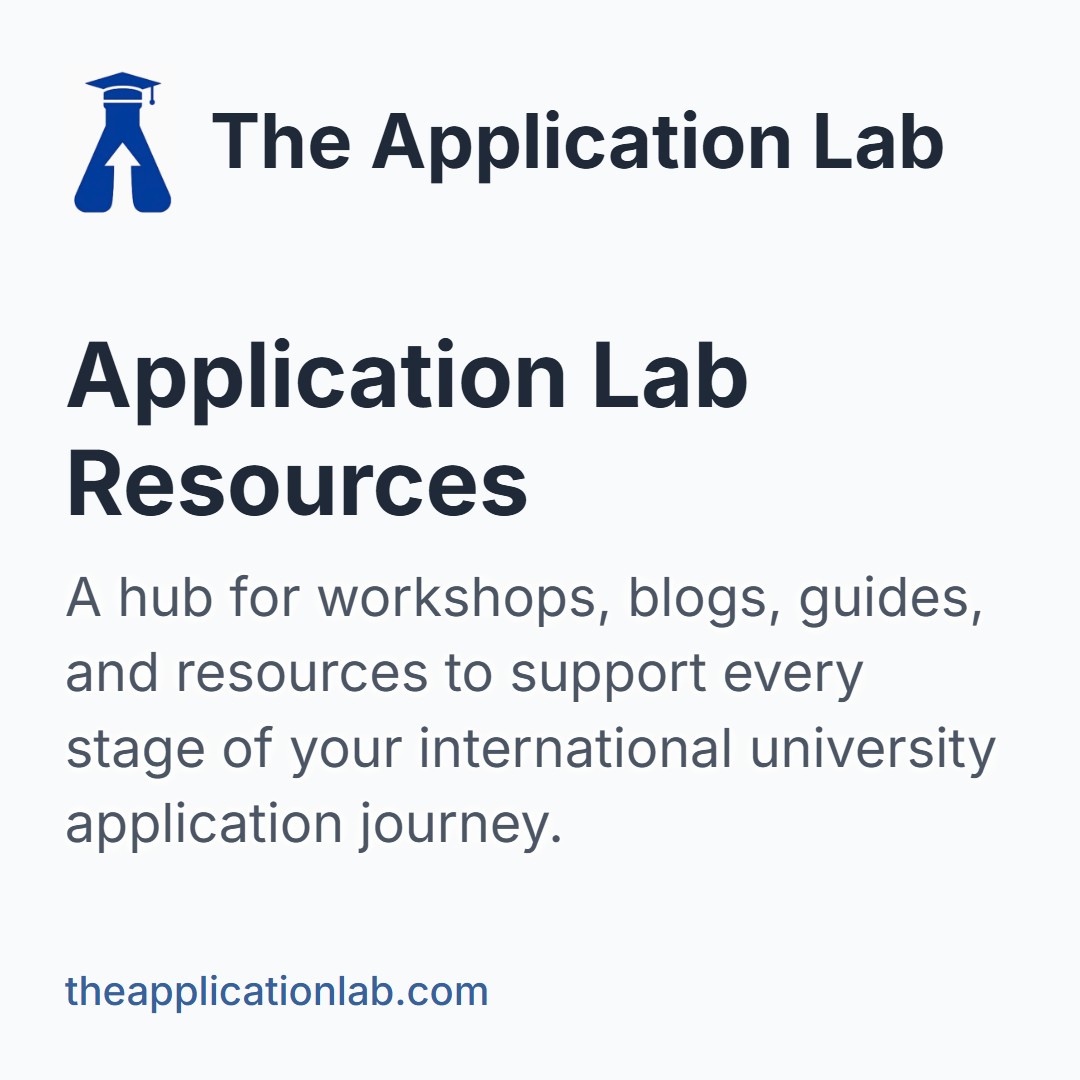 The Application Lab
Application Lab
Resources
A hub for workshops, blogs, guides,
and resources to support every
stage of your international university
application journey.
theapplicationlab.com